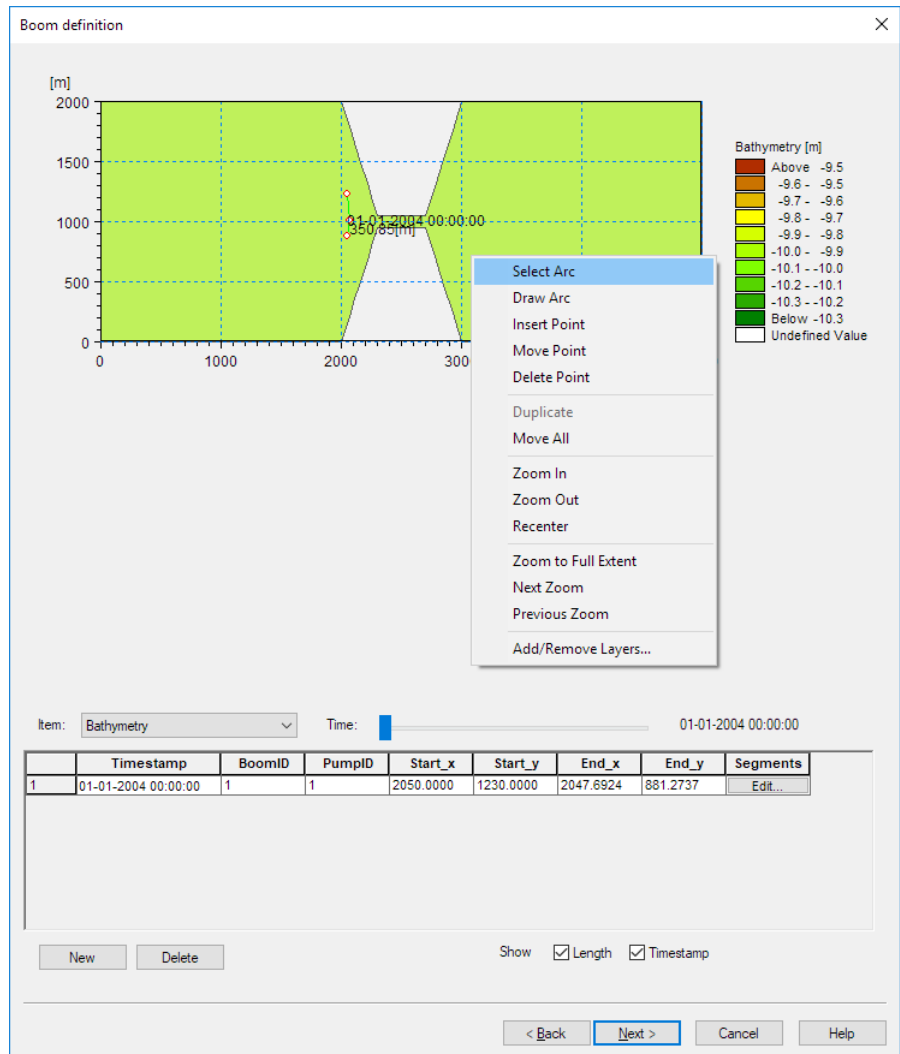 Boom definition
[m]
2000
1500
1000
500
0
0
1000
2000
300
01-01-2004 00:00:00
350.85[m]
Bathymetry [m]
Above -9.5
-9.6 - -9.5
-9.7 - -9.6
-9.8 - -9.7
-9.9 - -9.8
-10.0 - -9.9
-10.1 - -10.0
-10.2 - -10.1
-10.3 - -10.2
Below -10.3
Undefined Value
Select Arc
Draw Arc
Insert Point
Move Point
Delete Point
Duplicate
Move All
Zoom In
Zoom Out
Recenter
Zoom to Full Extent
Next Zoom
Previous Zoom
Add/Remove Layers...
Item: Bathymetry Time: 01-01-2004 00:00:00
Timestamp BoomID PumpID Start_x Start_y End_x End_y Segments
1 01-01-2004 00:00:00 1 1 2050.0000 1230.0000 2047.6924 881.2737 Edit...
New Delete Show Length Timestamp
< Back Next > Cancel Help